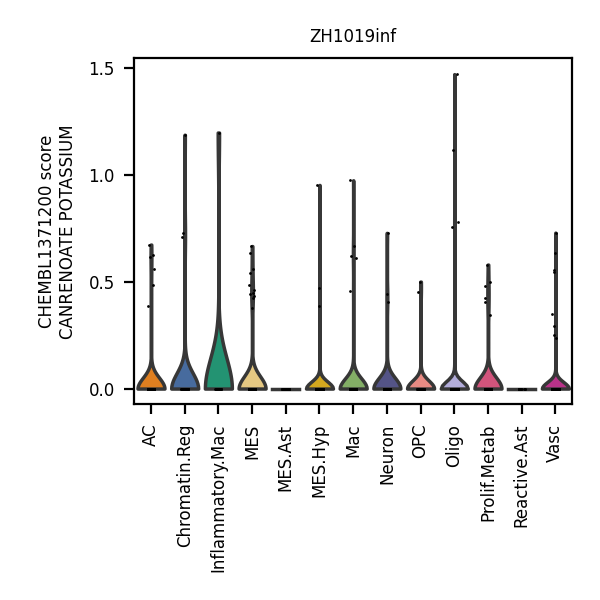 ZH1019inf
CHEMBL1371200 score
CANRENOATE POTASSIUM
1.5
1.0
0.5
0.0
AC
Chromatin.Reg
Inflammatory.Mac
MES
MES.Ast
MES.Hyp
Mac
Neuron
OPC
Oligo
Prolif.Metab
Reactive.Ast
Vasc